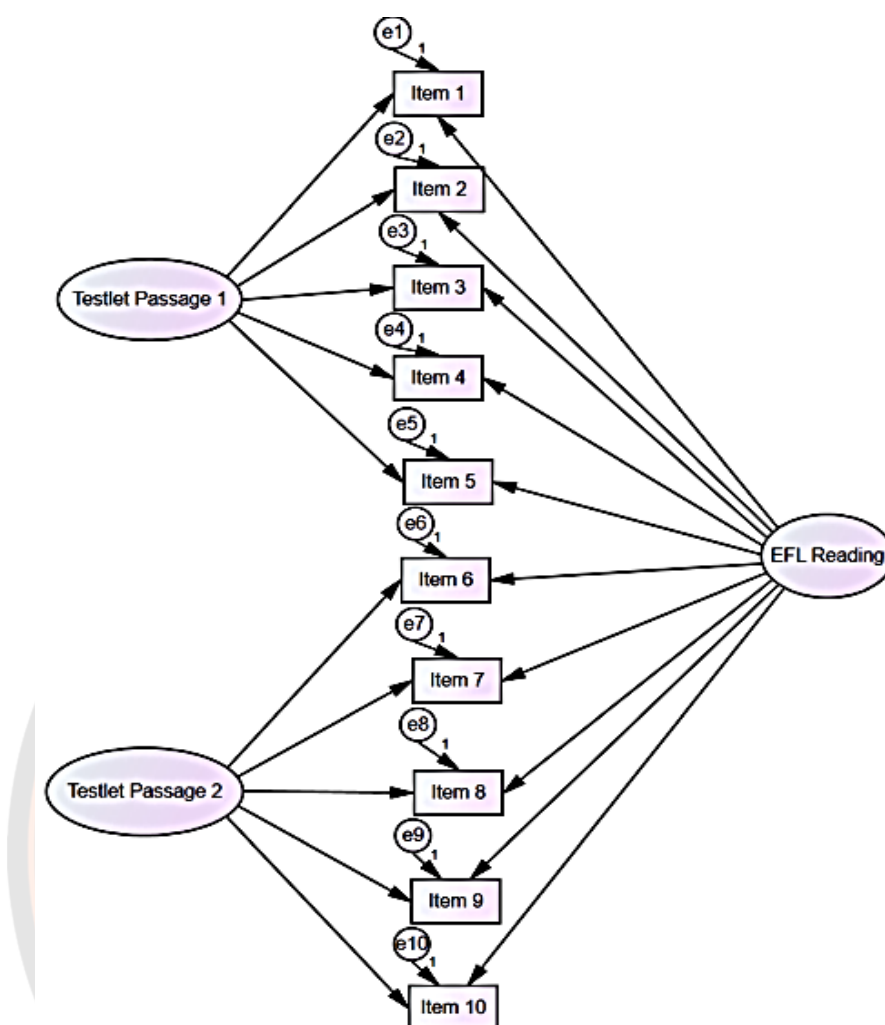 e1
1
Item 1
e2
1
Item 2
e3
1
Item 3
Testlet Passage 1
e4
1
Item 4
e5
1
Item 5
e6
1
EFL Reading
Item 6
e7
1
Item 7
e8
1
Testlet Passage 2
Item 8
e9
1
Item 9
e10
1
Item 10